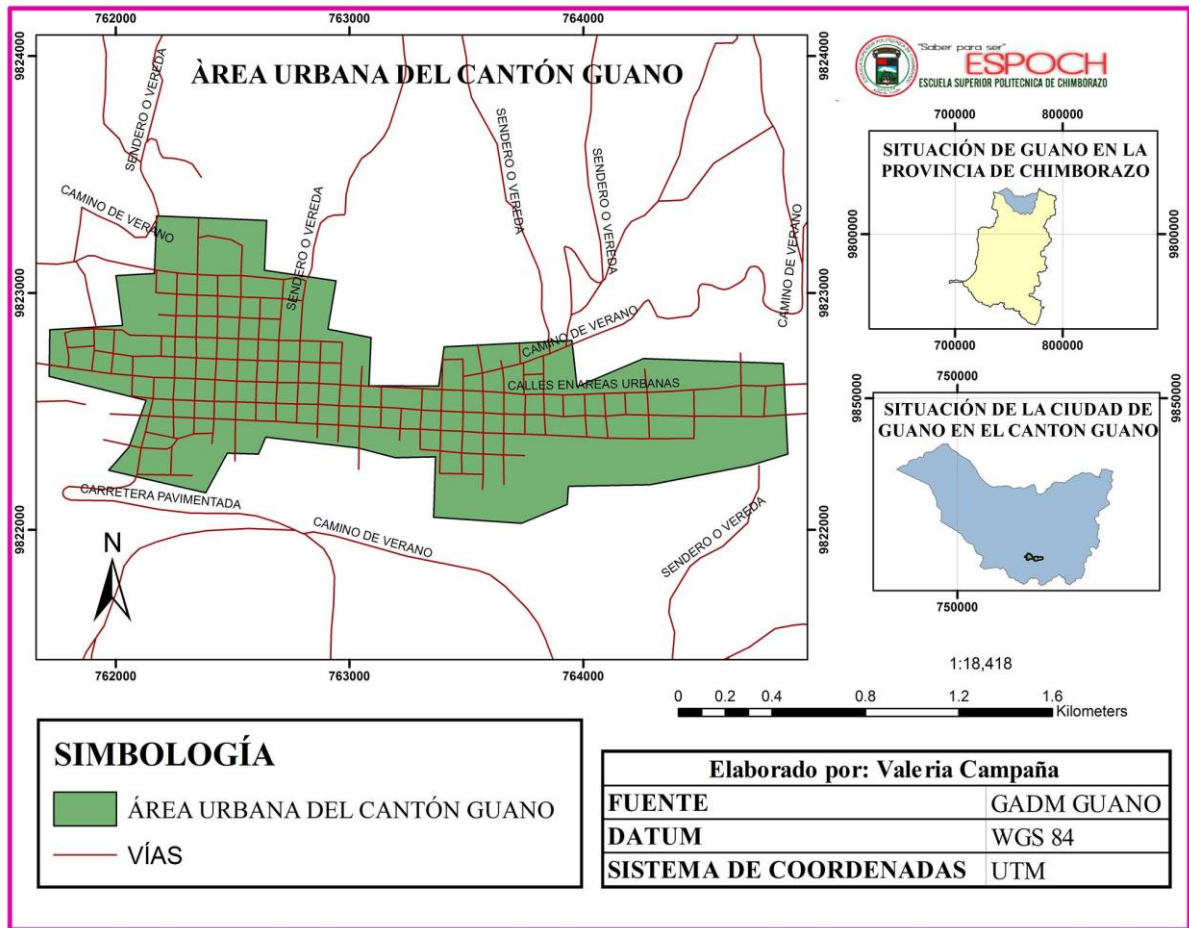 762000 763000 764000
9824000
9824000
ÀREA URBANA DEL CANTÓN GUANO
SENDERO O VEREDA
SENDERO O VEREDA
SENDERO O VEREDA
SENDERO O VEREDA
CAMINO DE VERANO
CAMINO DE VERANO
9823000
9823000
CAMINO DE VERANO
CALLES EN AREAS URBANAS
CARRETERA PAVIMENTADA
CAMINO DE VERANO
SENDERO O VEREDA
9822000
9822000
N
762000 763000 764000
"Saber para ser"
ESPOCH
ESCUELA SUPERIOR POLITECNICA DE CHIMBORAZO
700000 800000
SITUACIÓN DE GUANO EN LA
PROVINCIA DE CHIMBORAZO
9800000
9800000
700000 800000
750000
9850000
9850000
SITUACIÓN DE LA CIUDAD DE
GUANO EN EL CANTON GUANO
750000
1:18,418
0 0.2 0.4 0.8 1.2 1.6
Kilometers
SIMBOLOGÍA
ÁREA URBANA DEL CANTÓN GUANO
VÍAS
Elaborado por: Valeria Campaña
FUENTE GADM GUANO
DATUM WGS 84
SISTEMA DE COORDENADAS UTM